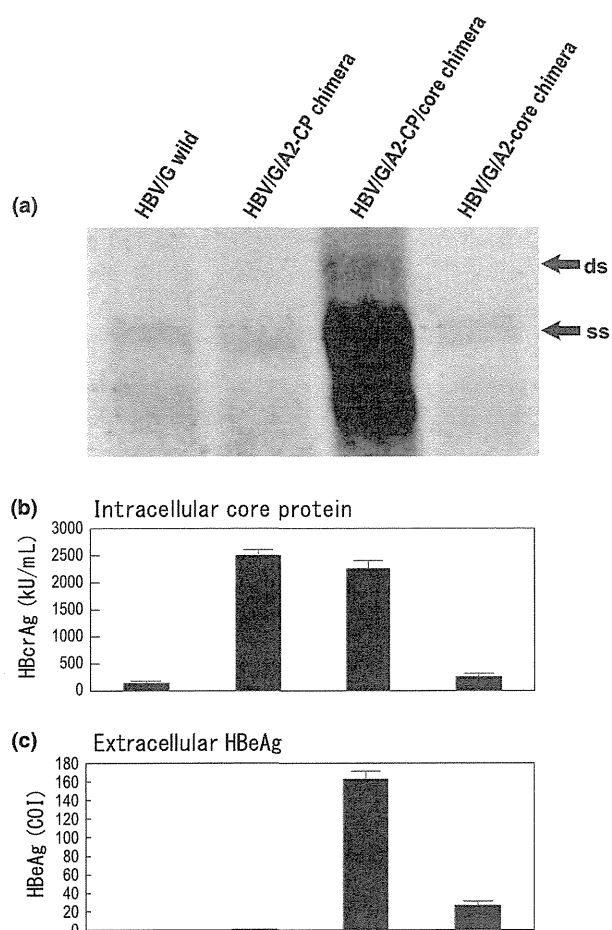 HBV/G wild
HBV/G/A2-CP chimera
HBV/G/A2-CP/core chimera
HBV/G/A2-core chimera
(a)
ds
ss
(b) Intracellular core protein
HBcrAg (kU/mL)
3000
2500
2000
1500
1000
500
0
(c) Extracellular HBeAg
HBeAg (COI)
180
160
140
120
100
80
60
40
20
0